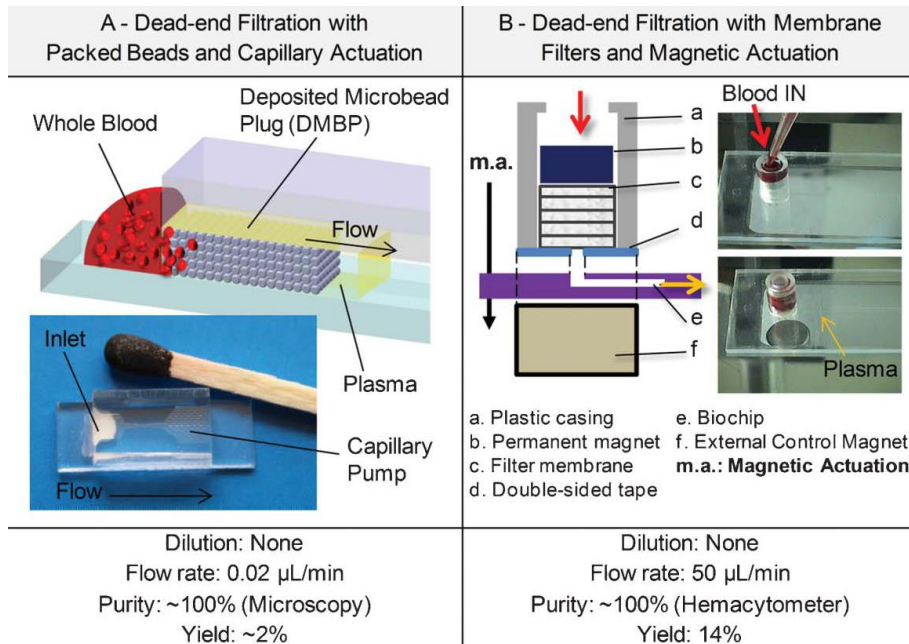 A - Dead-end Filtration with
Packed Beads and Capillary Actuation
Deposited Microbead
Plug (DMBP)
Whole Blood
Flow
Plasma
Inlet
Capillary
Pump
Flow
Dilution: None
Flow rate: 0.02 µL/min
Purity: ~100% (Microscopy)
Yield: ~2%
B - Dead-end Filtration with Membrane
Filters and Magnetic Actuation
Blood IN
m.a.
a
b
c
d
e
f
Plasma
a. Plastic casing
b. Permanent magnet
c. Filter membrane
d. Double-sided tape
e. Biochip
f. External Control Magnet
m.a.: Magnetic Actuation
Dilution: None
Flow rate: 50 µL/min
Purity: ~100% (Hemacytometer)
Yield: 14%